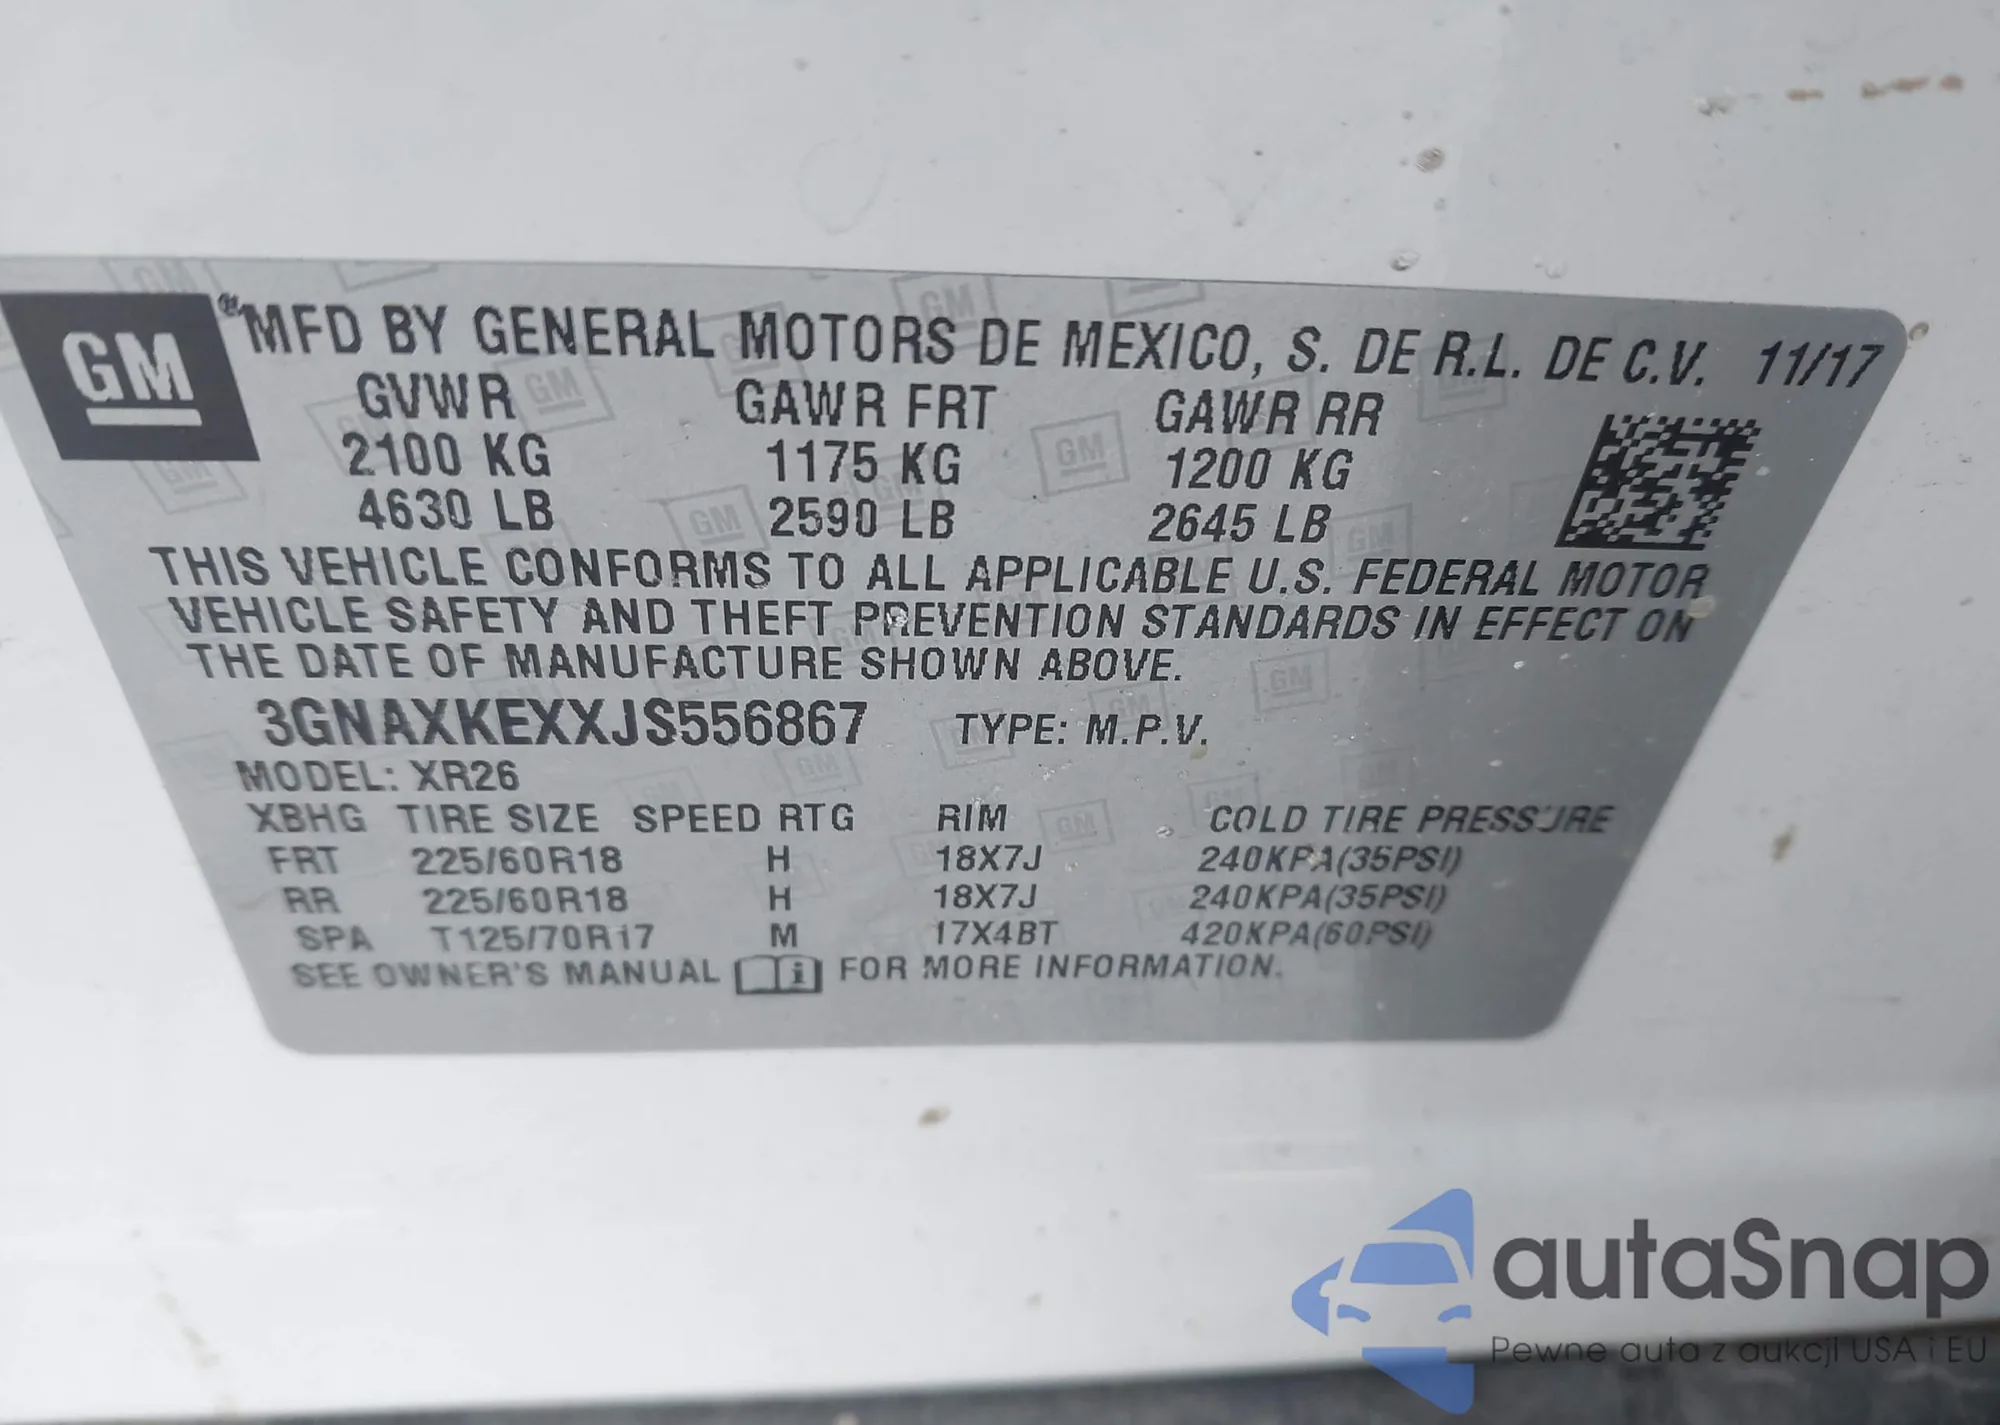 GM
®MFD BY GENERAL MOTORS DE MEXICO, S. DE R.L. DE C.V. 11/17
GVWR GAWR FRT GAWR RR
2100 KG 1175 KG 1200 KG
4630 LB 2590 LB 2645 LB
THIS VEHICLE CONFORMS TO ALL APPLICABLE U.S. FEDERAL MOTOR
VEHICLE SAFETY AND THEFT PREVENTION STANDARDS IN EFFECT ON
THE DATE OF MANUFACTURE SHOWN ABOVE.
3GNAXKEXXJS556867 TYPE: M.P.V.
MODEL: XR26
XBHG TIRE SIZE SPEED RTG RIM COLD TIRE PRESSURE
FRT 225/60R18 H 18X7J 240KPA(35PSI)
RR 225/60R18 H 18X7J 240KPA(35PSI)
SPA T125/70R17 M 17X4BT 420KPA(60PSI)
SEE OWNER'S MANUAL i FOR MORE INFORMATION.
autaSnap
Pewne auta z aukcji USA i EU